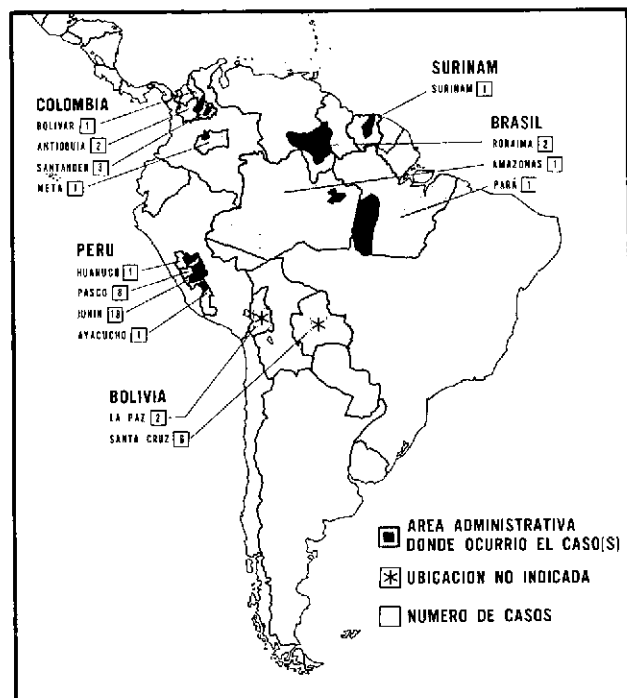 COLOMBIA
BOLIVAR 1
ANTIOQUIA 2
SANTANDER 3
META 1
SURINAM
SURINAM 1
BRASIL
RORAIMA 2
AMAZONAS 1
PARÁ 1
PERU
HUANUCO 1
PASCO 8
JUNIN 18
AYACUCHO 1
BOLIVIA
LA PAZ 2
SANTA CRUZ 6
AREA ADMINISTRATIVA
DONDE OCURRIO EL CASO(S)
UBICACION NO INDICADA
NUMERO DE CASOS